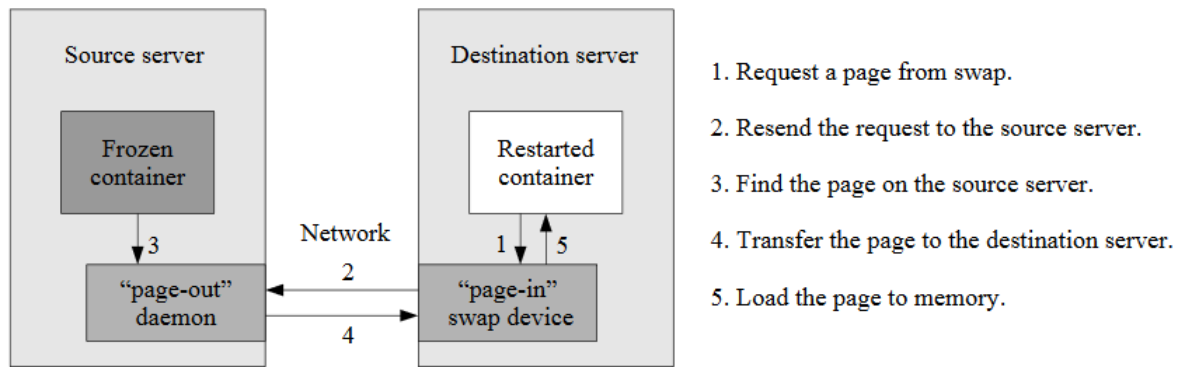 Source server
Destination server
Frozen
container
Restarted
container
3
Network
1
5
2
4
“page-out”
daemon
“page-in”
swap device
1. Request a page from swap.
2. Resend the request to the source server.
3. Find the page on the source server.
4. Transfer the page to the destination server.
5. Load the page to memory.